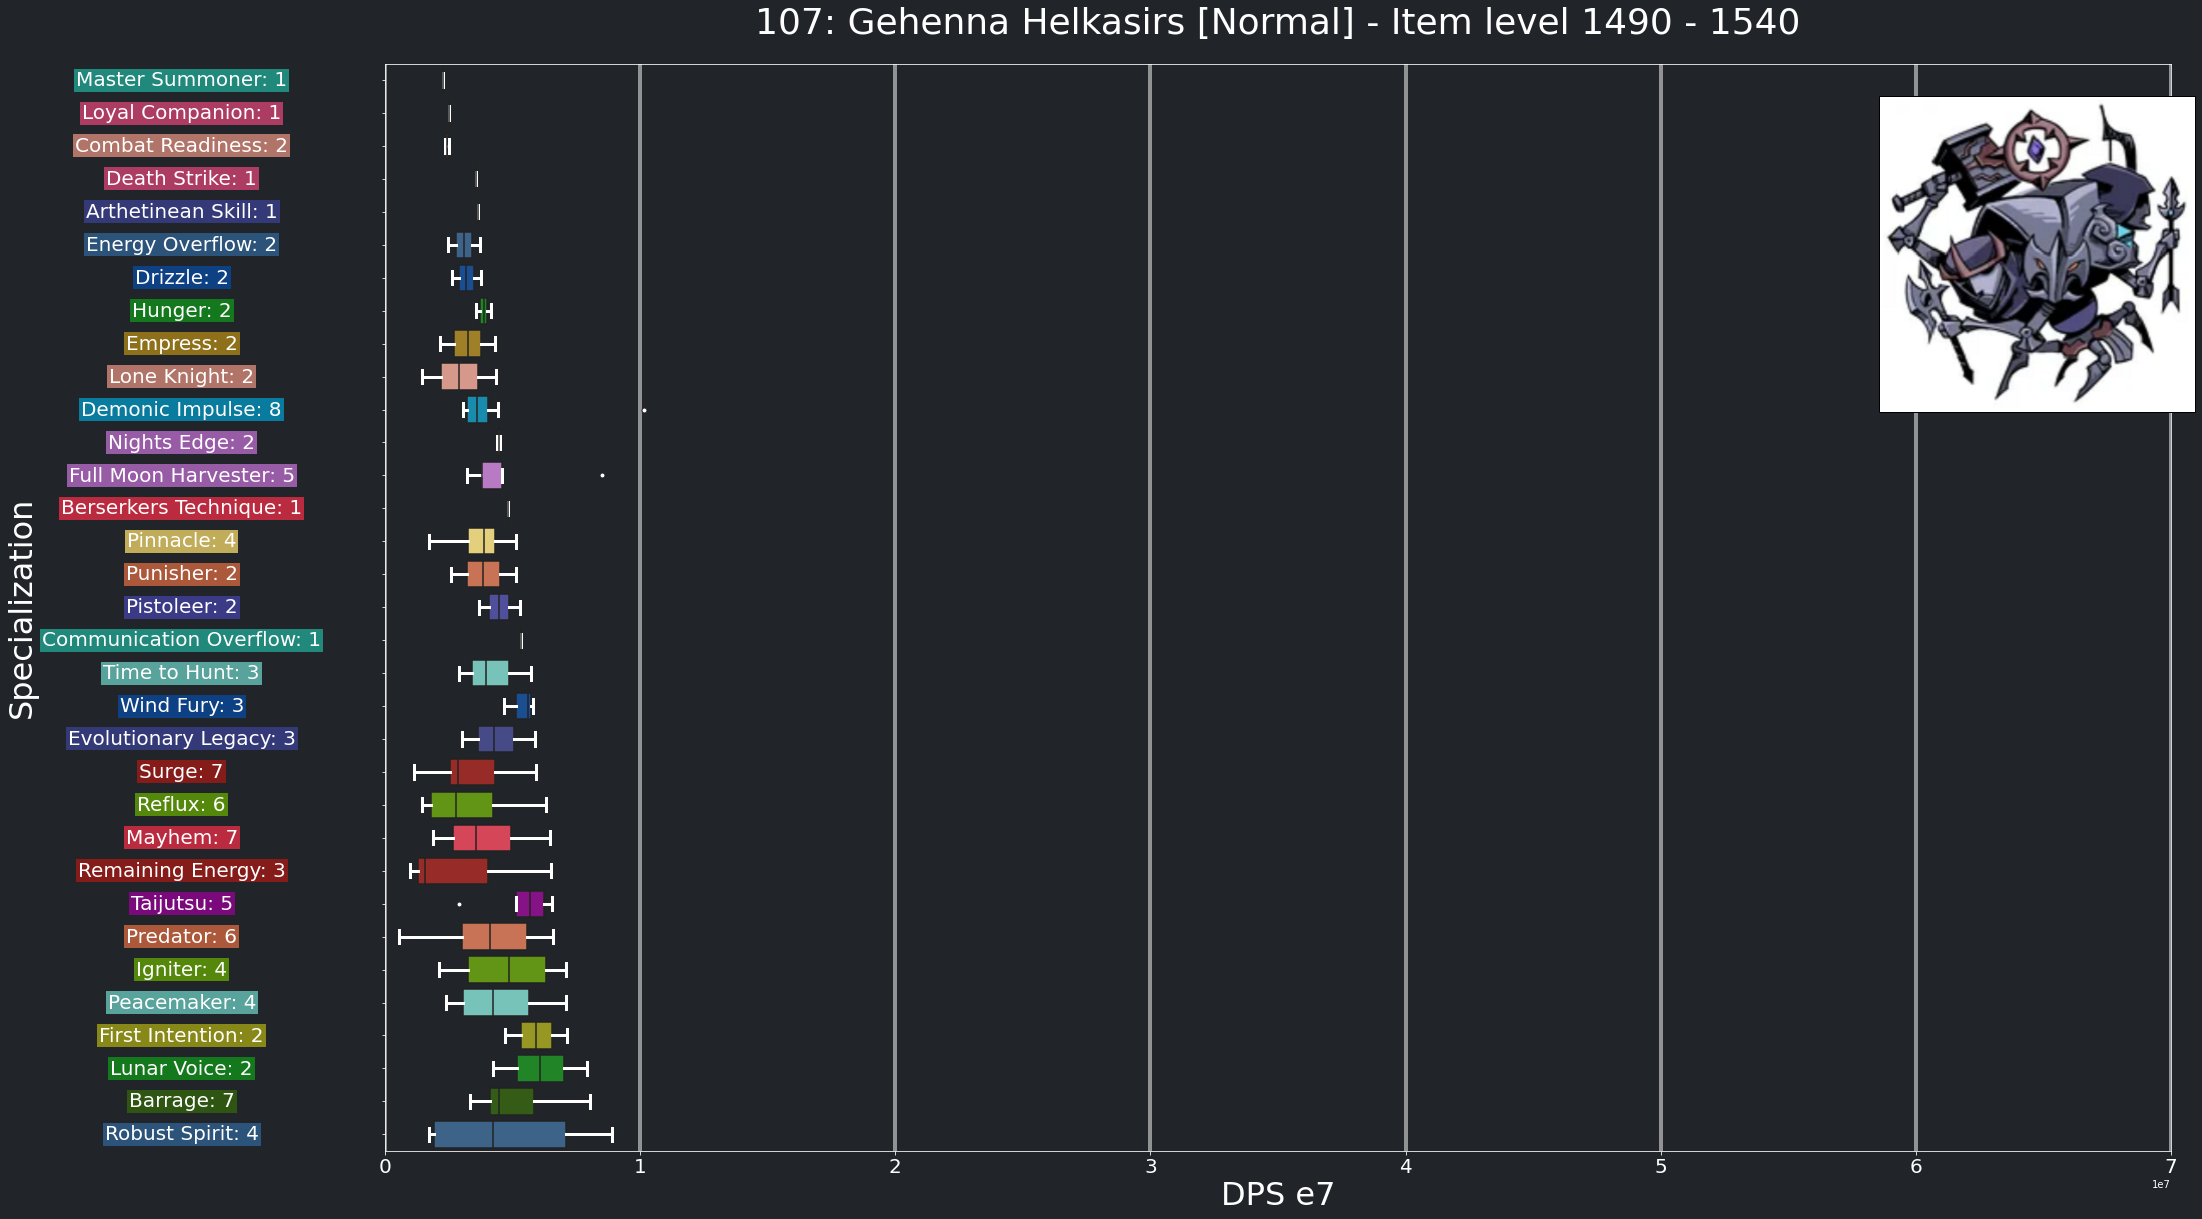 107: Gehenna Helkasirs [Normal] - Item level 1490 - 1540
Master Summoner: 1
Loyal Companion: 1
Combat Readiness: 2
Death Strike: 1
Arthetinean Skill: 1
Energy Overflow: 2
Drizzle: 2
Hunger: 2
Empress: 2
Lone Knight: 2
Demonic Impulse: 8
Nights Edge: 2
Full Moon Harvester: 5
Berserkers Technique: 1
Pinnacle: 4
Punisher: 2
Pistoleer: 2
Communication Overflow: 1
Time to Hunt: 3
Wind Fury: 3
Evolutionary Legacy: 3
Surge: 7
Reflux: 6
Mayhem: 7
Remaining Energy: 3
Taijutsu: 5
Predator: 6
Igniter: 4
Peacemaker: 4
First Intention: 2
Lunar Voice: 2
Barrage: 7
Robust Spirit: 4
Specialization
0 1 2 3 4 5 6 7
1e7
DPS e7